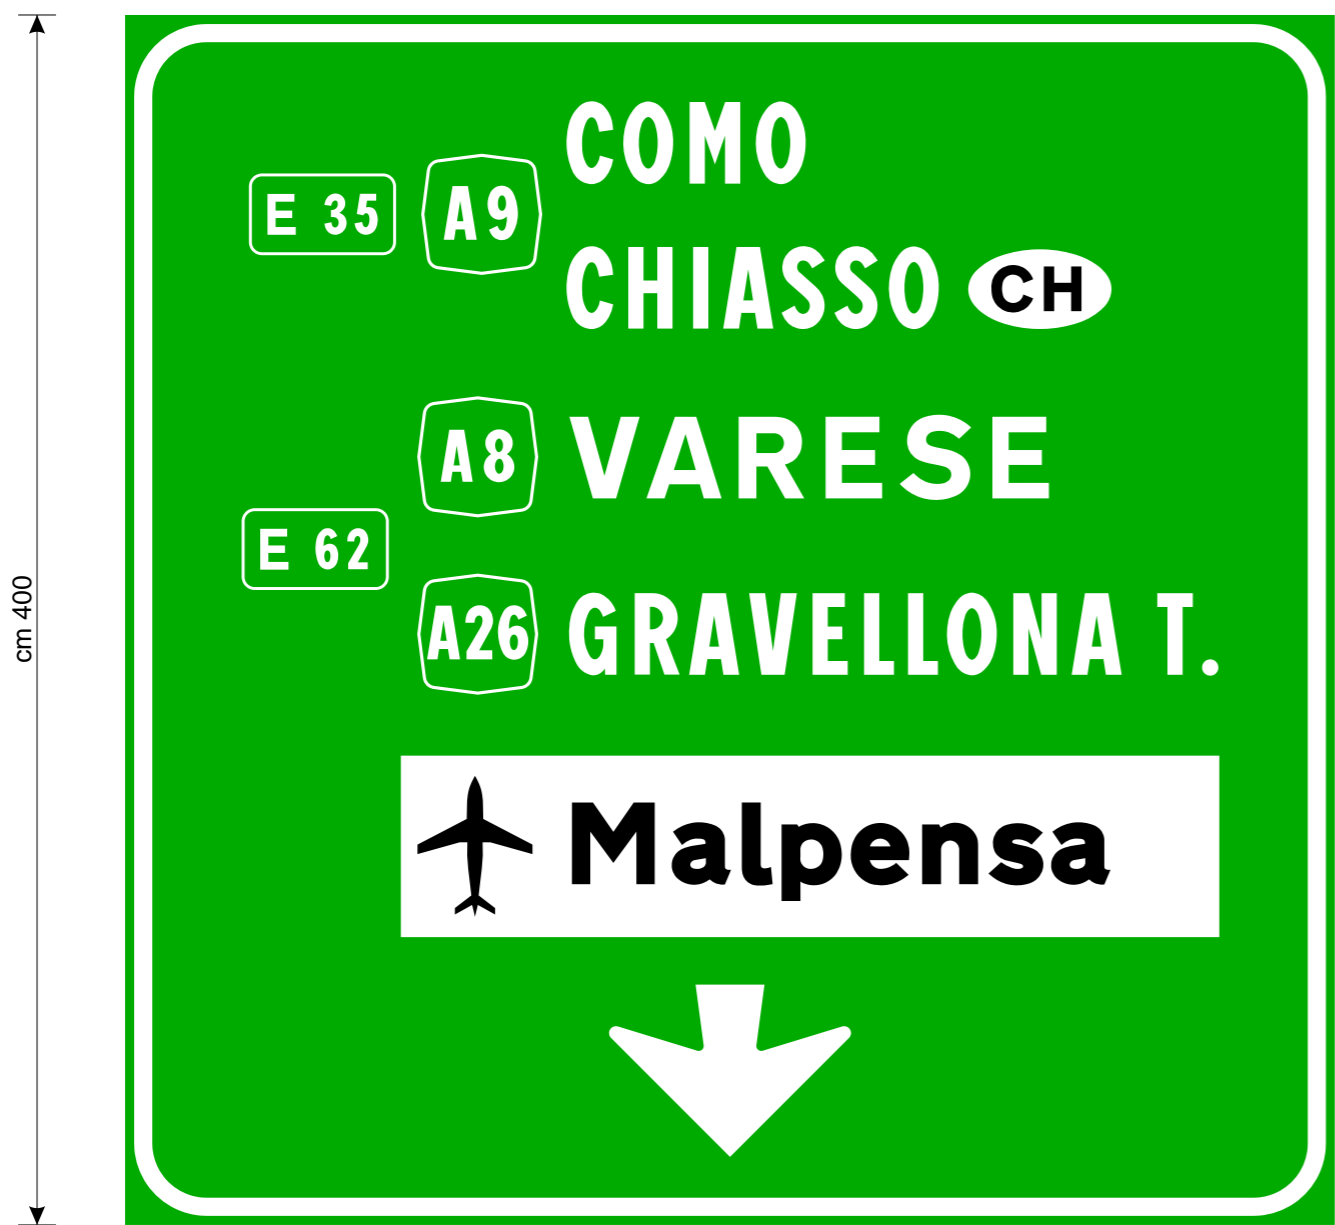 COMO
E 35 A9
CHIASSO CH
A8 VARESE
E 62
A26 GRAVELLONA T.
Malpensa
cm 400